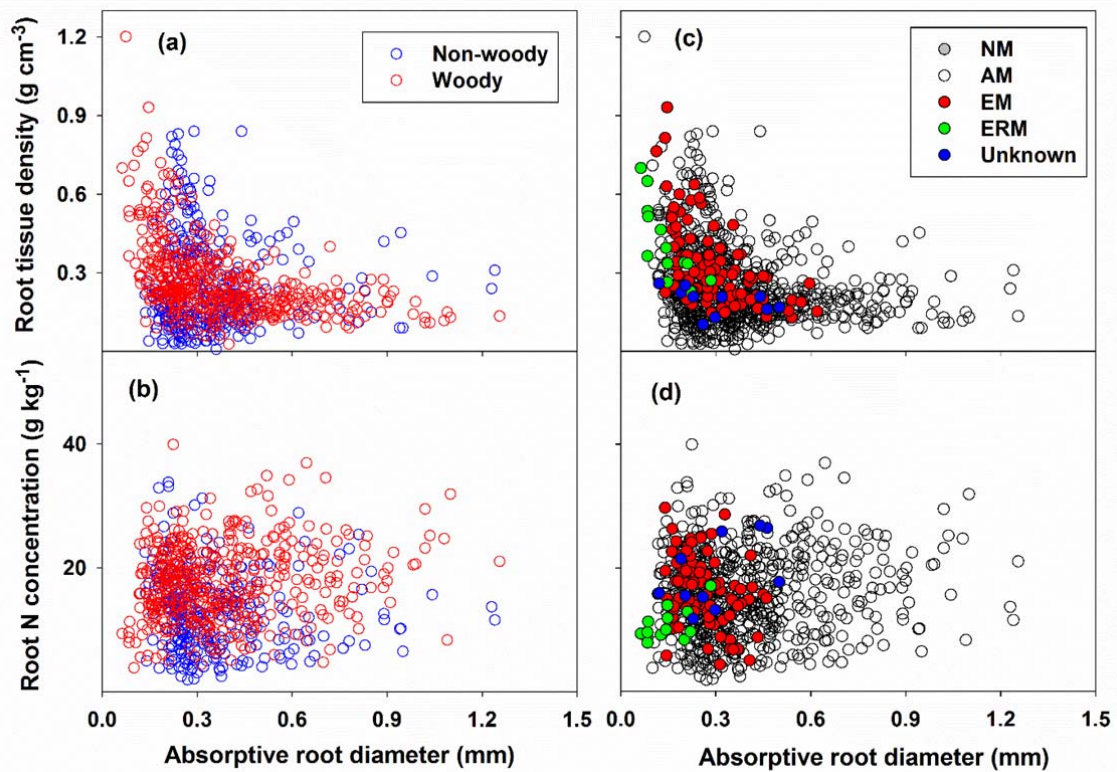 (a)
Non-woody
Woody
Root tissue density (g cm-3)
1.2
0.9
0.6
0.3
(c)
NM
AM
EM
ERM
Unknown
(b)
Root N concentration (g kg-1)
40
20
(d)
0.0 0.3 0.6 0.9 1.2 1.5
Absorptive root diameter (mm)
0.0 0.3 0.6 0.9 1.2 1.5
Absorptive root diameter (mm)